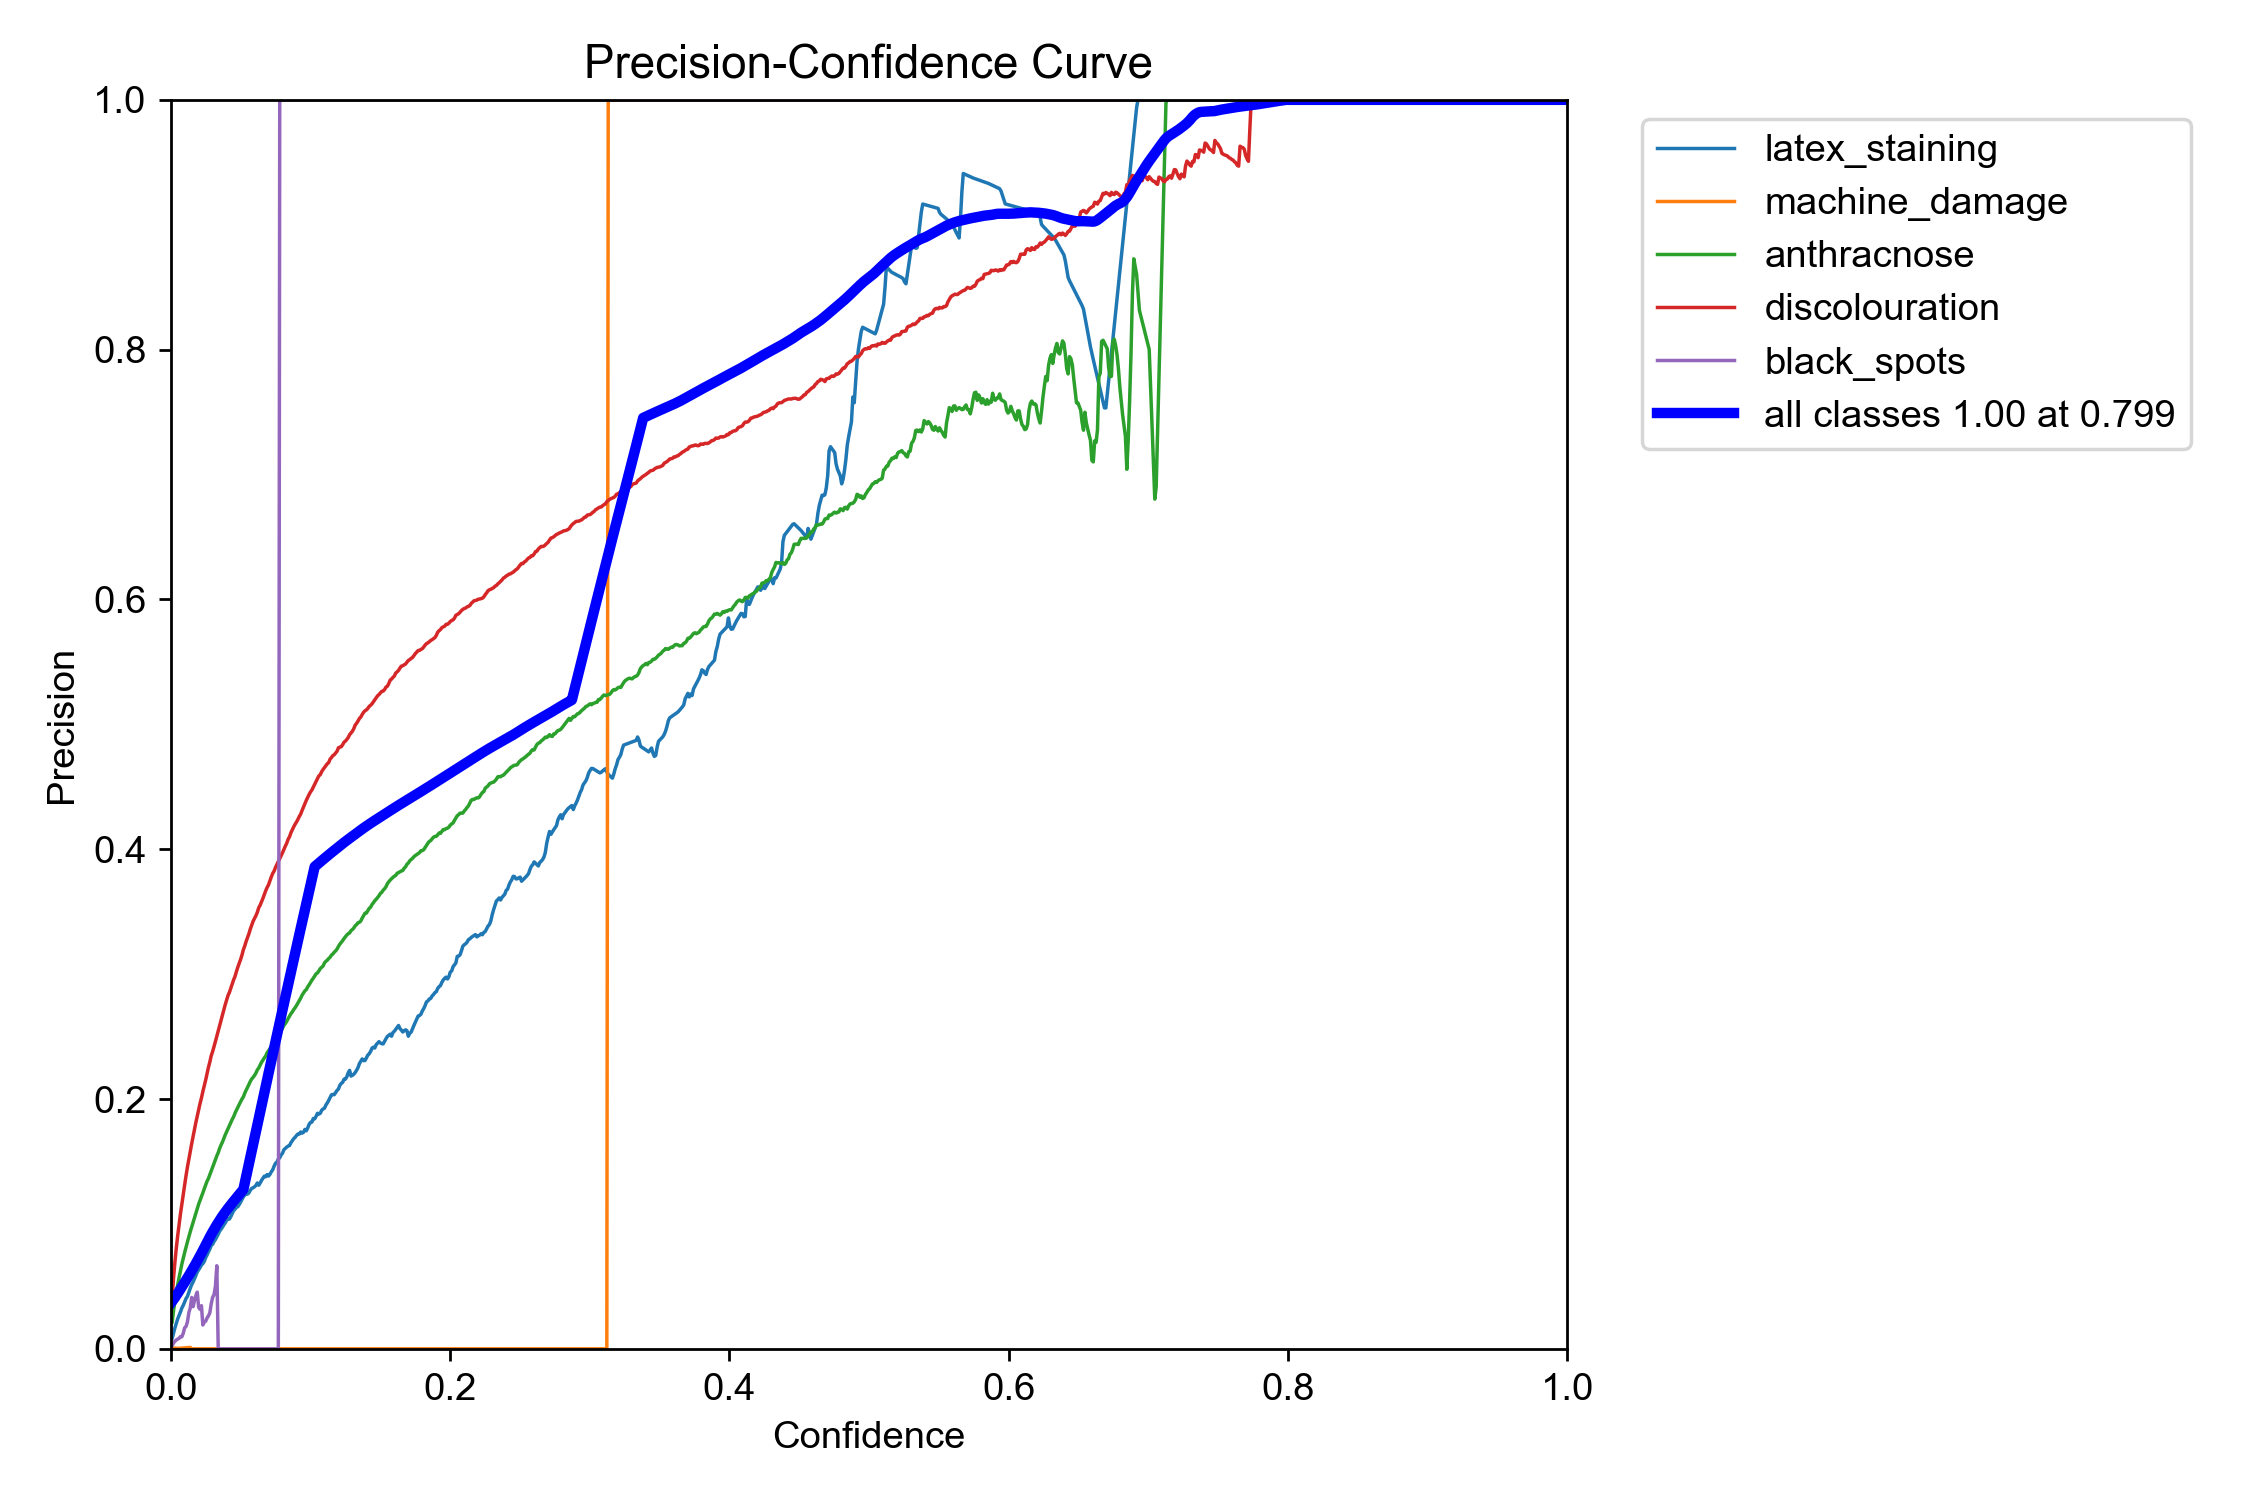 Precision-Confidence Curve
1.0
0.8
0.6
0.4
0.2
0.0
Precision
0.0 0.2 0.4 0.6 0.8 1.0
Confidence
latex_staining
machine_damage
anthracnose
discolouration
black_spots
all classes 1.00 at 0.799